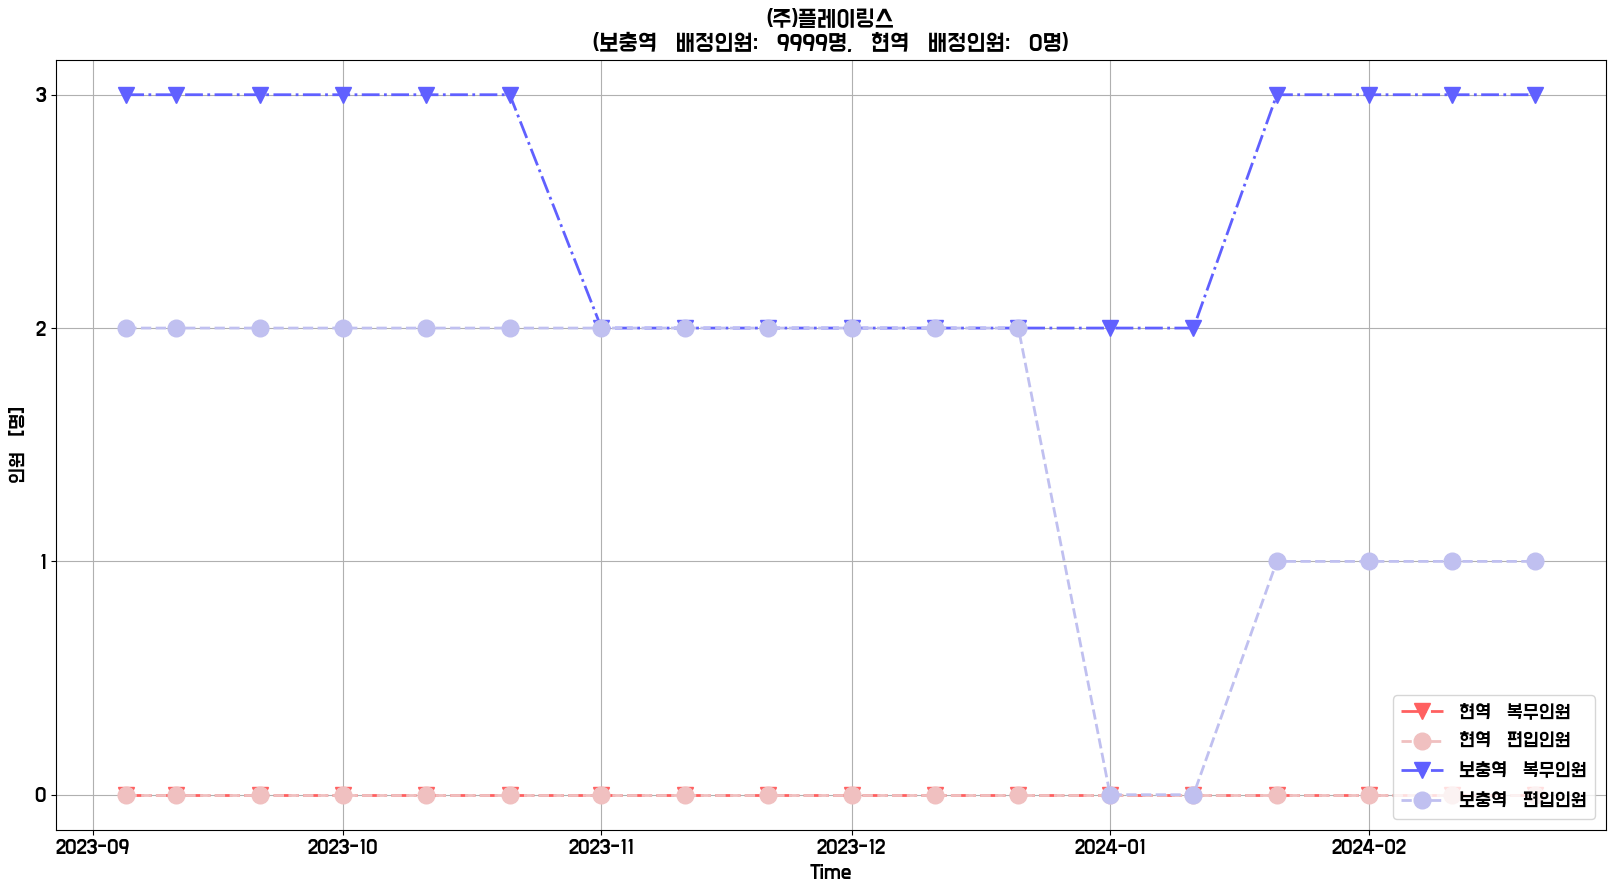 (주)플레이링스
(보충역 배정인원: 9999명, 현역 배정인원: 0명)
3
2
1
0
인원 [명]
2023-09 2023-10 2023-11 2023-12 2024-01 2024-02
Time
현역 복무인원
현역 편입인원
보충역 복무인원
보충역 편입인원